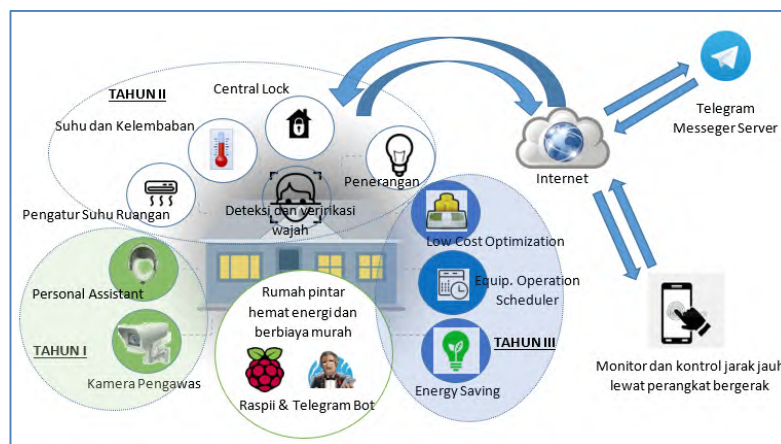 TAHUN II
Central Lock
Suhu dan Kelembaban
Penerangan
Pengatur Suhu Ruangan
Deteksi dan veririkasi
wajah
Telegram
Messeger Server
Internet
Low Cost Optimization
Personal Assistant
Equip. Operation
Scheduler
Rumah pintar
hemat energi dan
berbiaya murah
TAHUN I
TAHUN III
Kamera Pengawas
Raspii & Telegram Bot
Energy Saving
Monitor dan kontrol jarak jauh
lewat perangkat bergerak